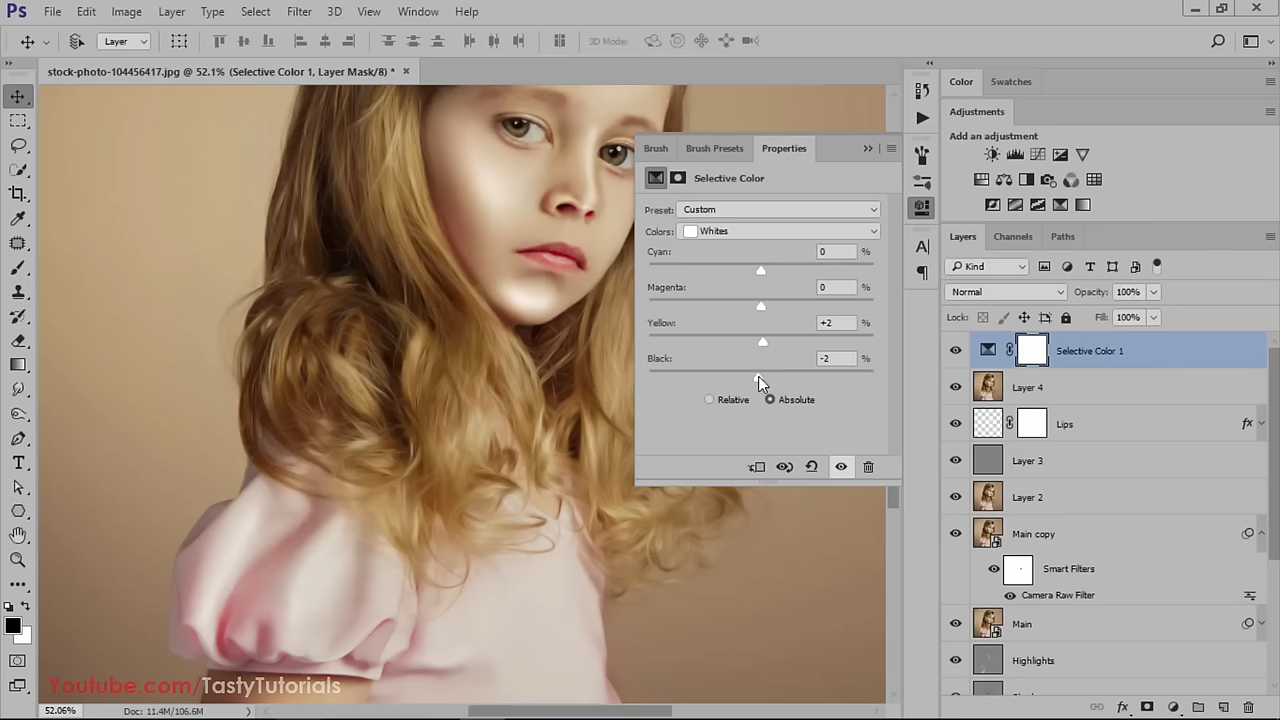 Ps File Edit Image Layer Type Select Filter 3D View Window Help
Layer 3D Mode:
stock-photo-104456417.jpg @ 52.1% (Selective Color 1, Layer Mask/8) * ×
Color Swatches
Adjustments
Add an adjustment
Brush Brush Presets Properties
Selective Color
Preset: Custom
Colors: Whites
Cyan: 0 %
Magenta: 0 %
Yellow: +2 %
Black: -2 %
Relative Absolute
Layers Channels Paths
Kind
Normal Opacity: 100%
Lock: Fill: 100%
Selective Color 1
Layer 4
Lips fx
Layer 3
Layer 2
Main copy
Smart Filters
Camera Raw Filter
Main
Highlights
Youtube.com/TastyTutorials
52.06% Doc: 11.4M/106.6M
fx